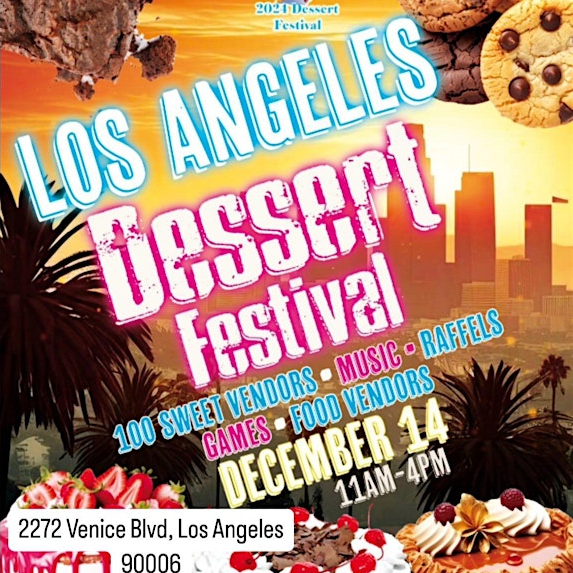 2024 Dessert
Festival
LOS ANGELES
Dessert
Festival
100 SWEET VENDORS • MUSIC • RAFFELS
GAMES • FOOD VENDORS
DECEMBER 14
11AM-4PM
2272 Venice Blvd, Los Angeles
90006